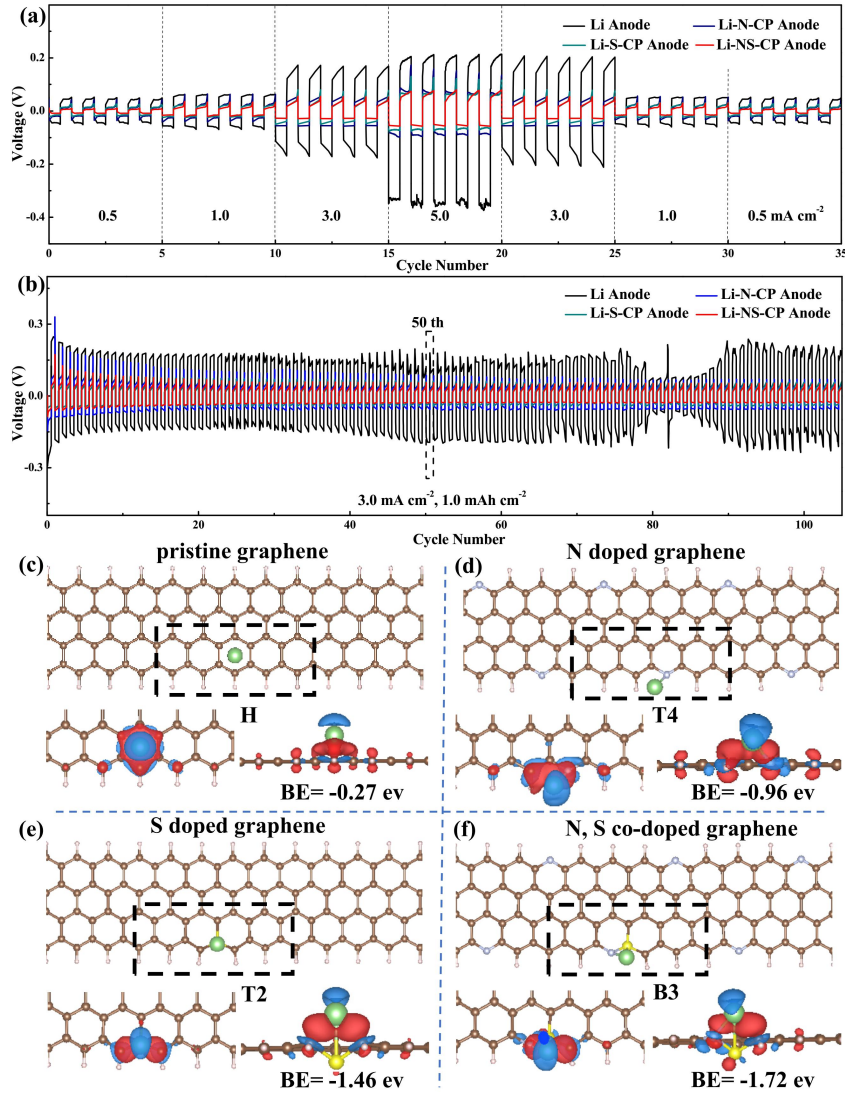 (a)
Li Anode
Li-N-CP Anode
Li-S-CP Anode
Li-NS-CP Anode
Voltage (V)
0.2
0.0
-0.2
-0.4
0.5
1.0
3.0
5.0
3.0
1.0
0.5 mA cm-2
0 5 10 15 20 25 30 35
Cycle Number
(b)
Li Anode
Li-N-CP Anode
Li-S-CP Anode
Li-NS-CP Anode
50 th
Voltage (V)
0.3
0.0
-0.3
3.0 mA cm-2, 1.0 mAh cm-2
0 20 40 60 80 100
Cycle Number
(c)
pristine graphene
H
BE= -0.27 ev
(d)
N doped graphene
T4
BE= -0.96 ev
(e)
S doped graphene
T2
BE= -1.46 ev
(f)
N, S co-doped graphene
B3
BE= -1.72 ev